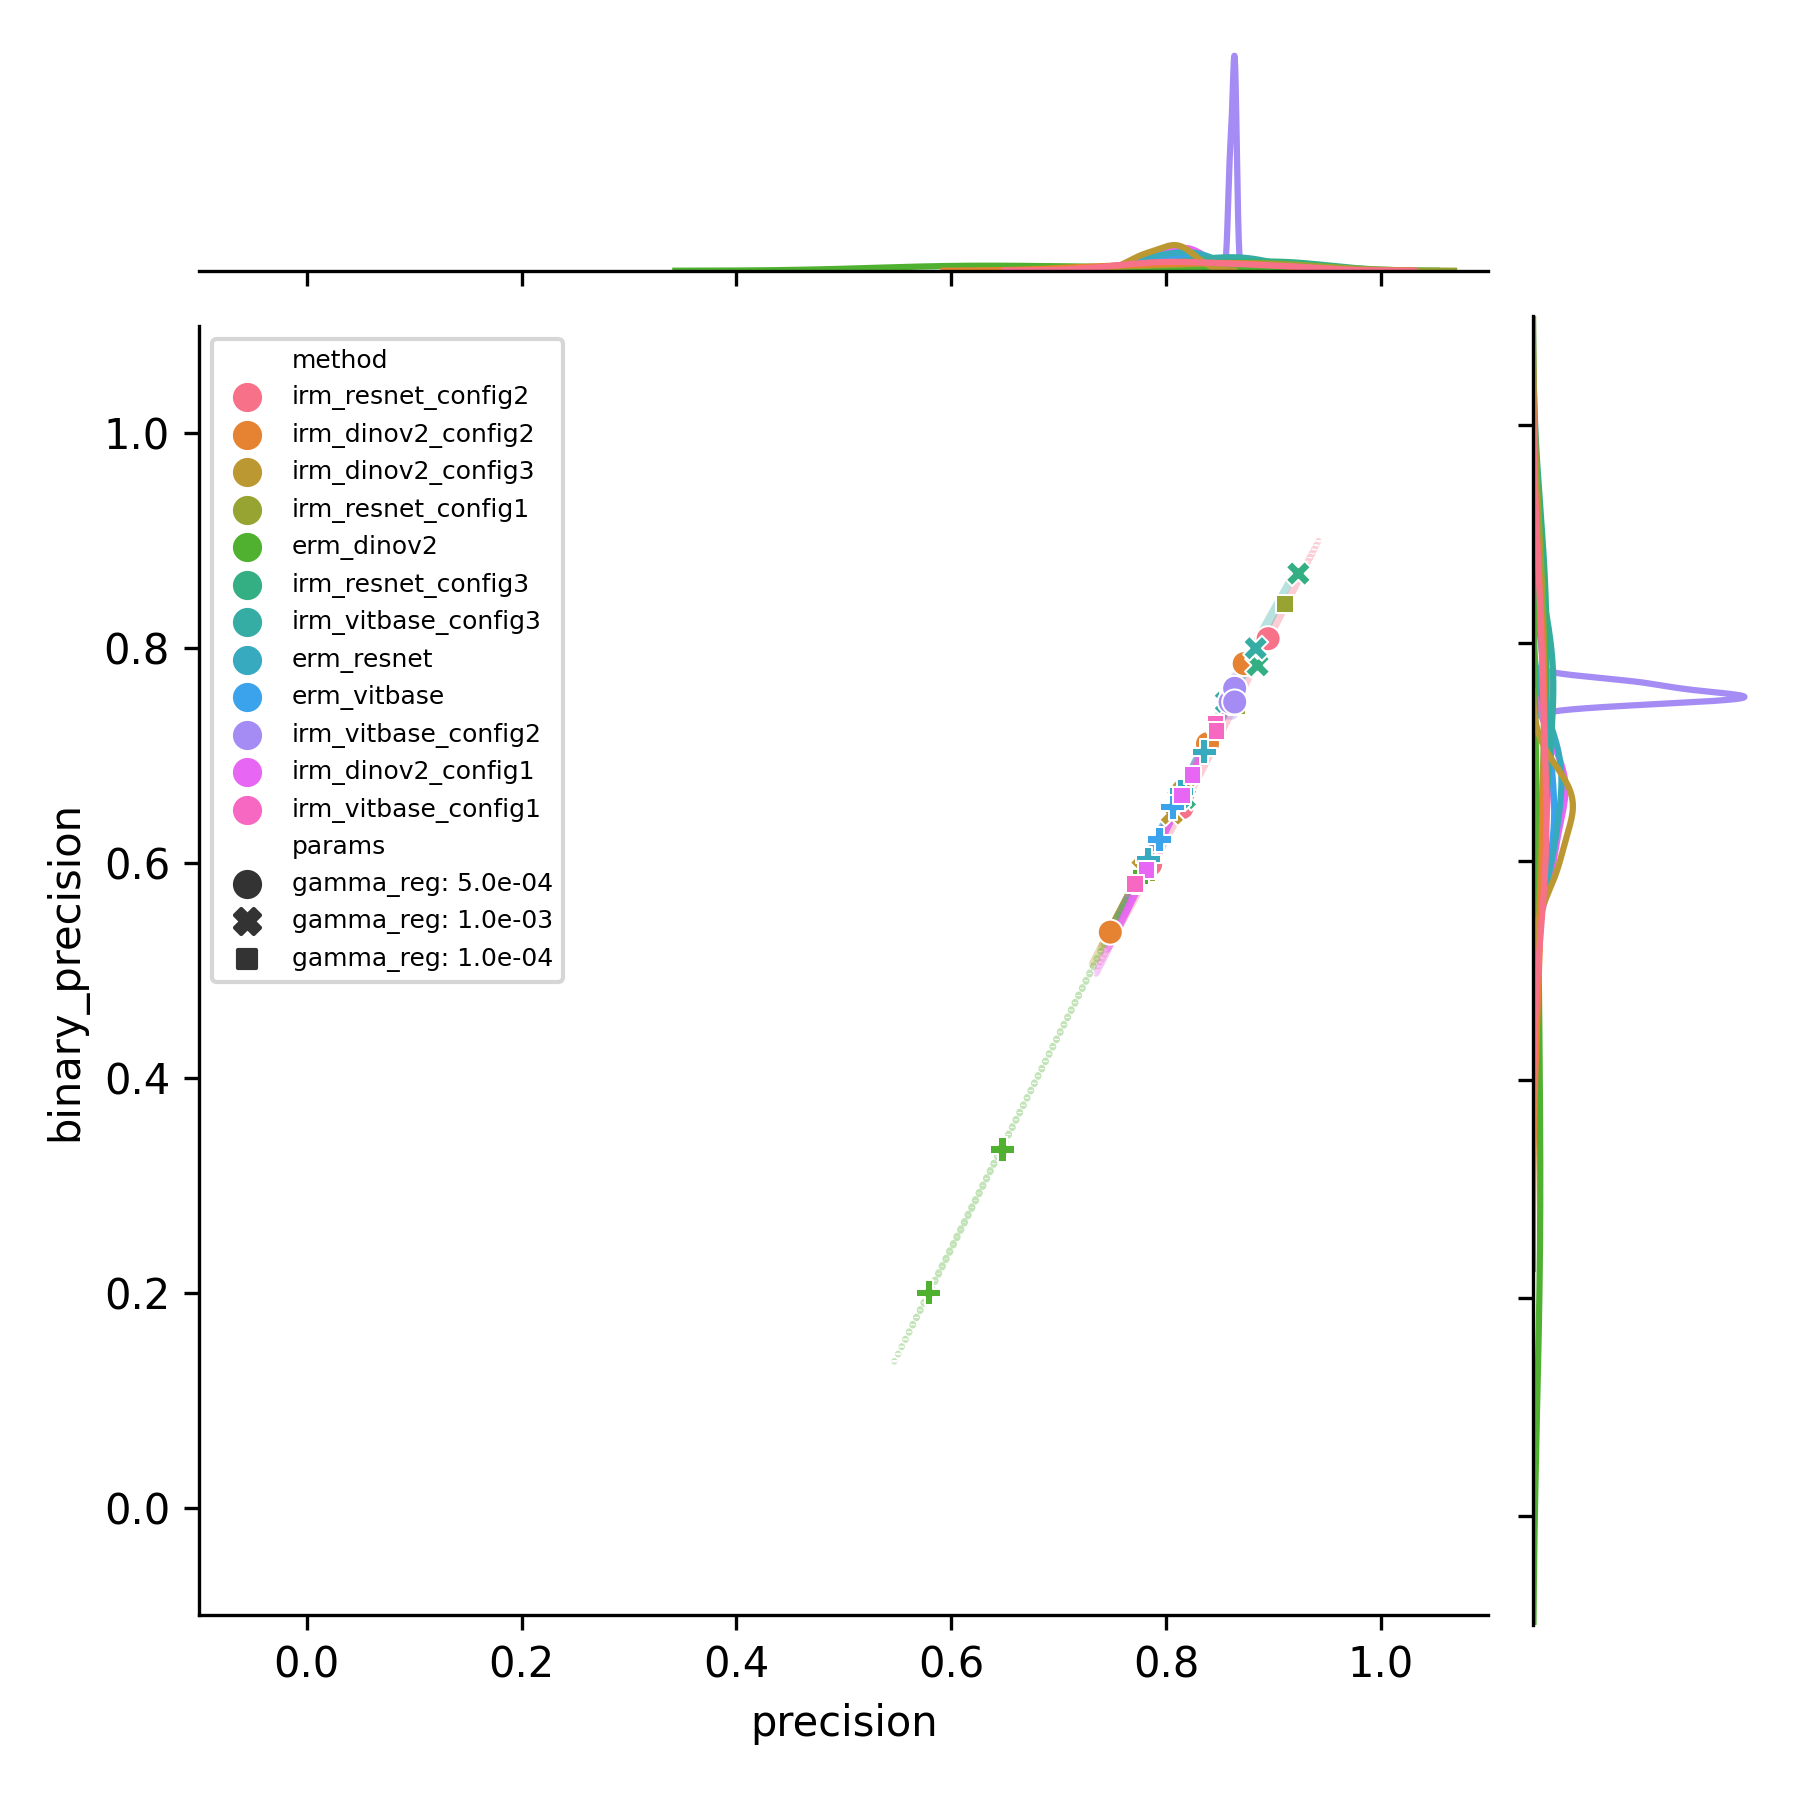 method
irm_resnet_config2
irm_dinov2_config2
irm_dinov2_config3
irm_resnet_config1
erm_dinov2
irm_resnet_config3
irm_vitbase_config3
erm_resnet
erm_vitbase
irm_vitbase_config2
irm_dinov2_config1
irm_vitbase_config1
params
gamma_reg: 5.0e-04
gamma_reg: 1.0e-03
gamma_reg: 1.0e-04
1.0
0.8
0.6
0.4
0.2
0.0
binary_precision
0.0 0.2 0.4 0.6 0.8 1.0
precision